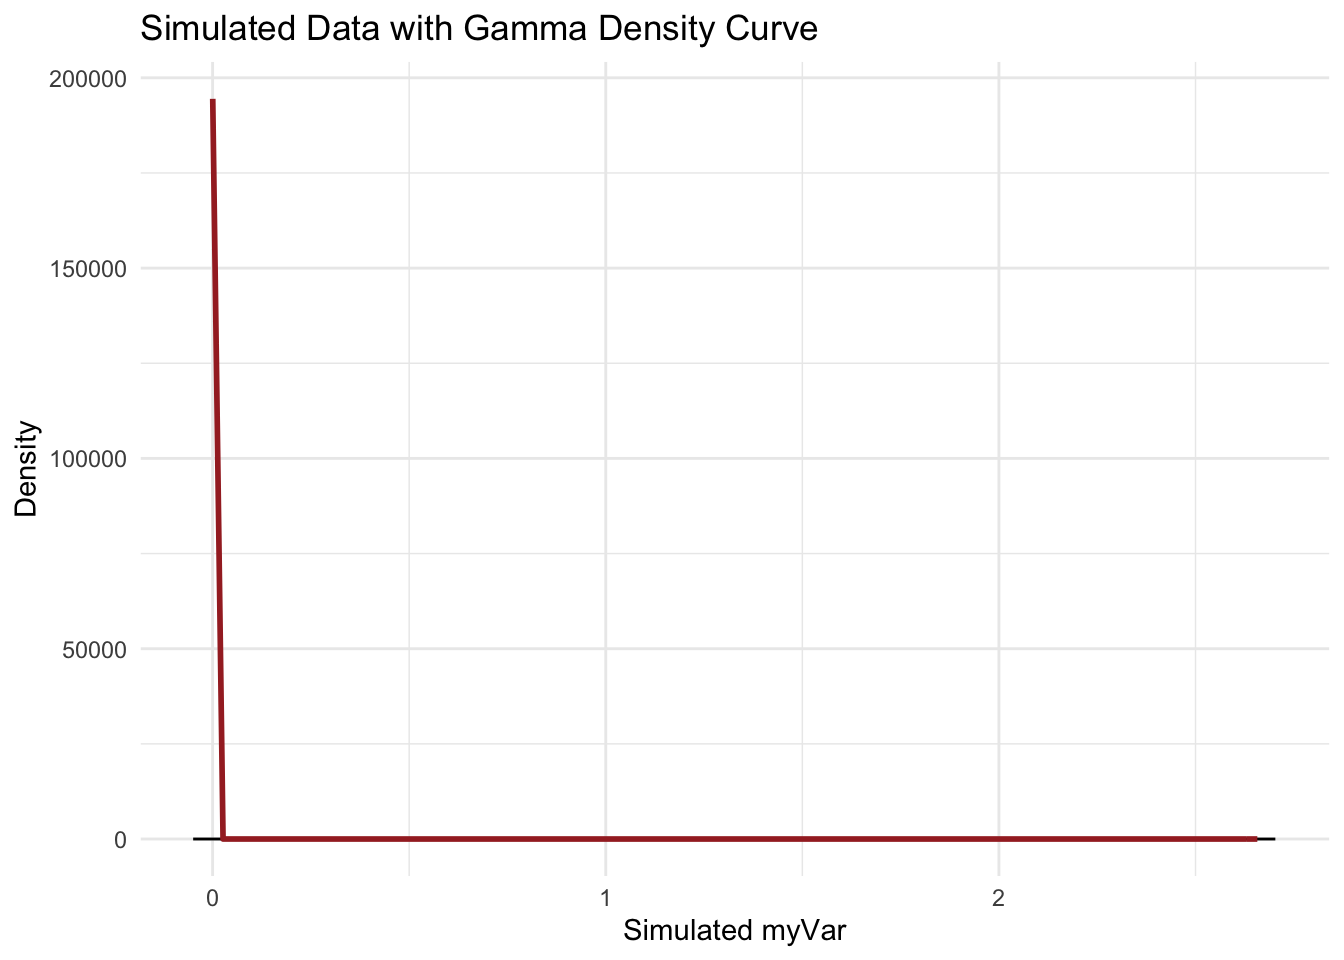 Simulated Data with Gamma Density Curve
200000
150000
100000
50000
0
Density
0 1 2
Simulated myVar